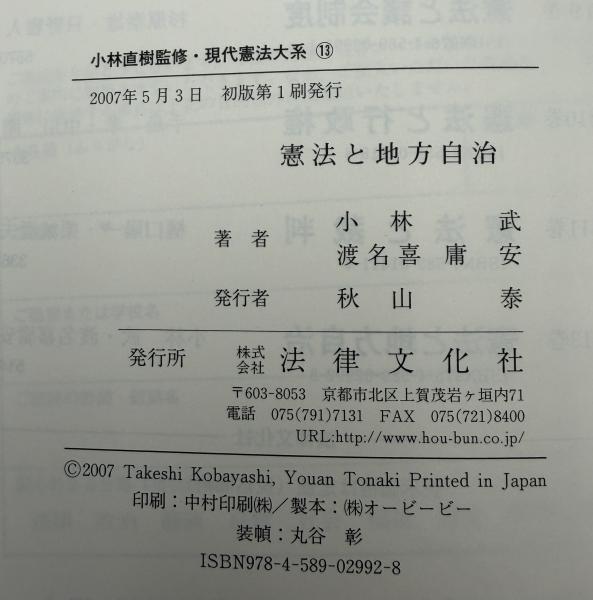 小林直樹監修・現代憲法大系 ⑬
2007年5月3日 初版第1刷発行
憲法と地方自治
著者 小林 武
渡名喜庸安
発行者 秋山 泰
発行所 株式会社 法律文化社
〒603-8053 京都市北区上賀茂岩ヶ垣内71
電話 075(791)7131 FAX 075(721)8400
URL:http://www.hou-bun.co.jp/
©2007 Takeshi Kobayashi, Youan Tonaki Printed in Japan
印刷:中村印刷㈱/製本:㈱オービービー
装幀:丸谷 彰
ISBN978-4-589-02992-8